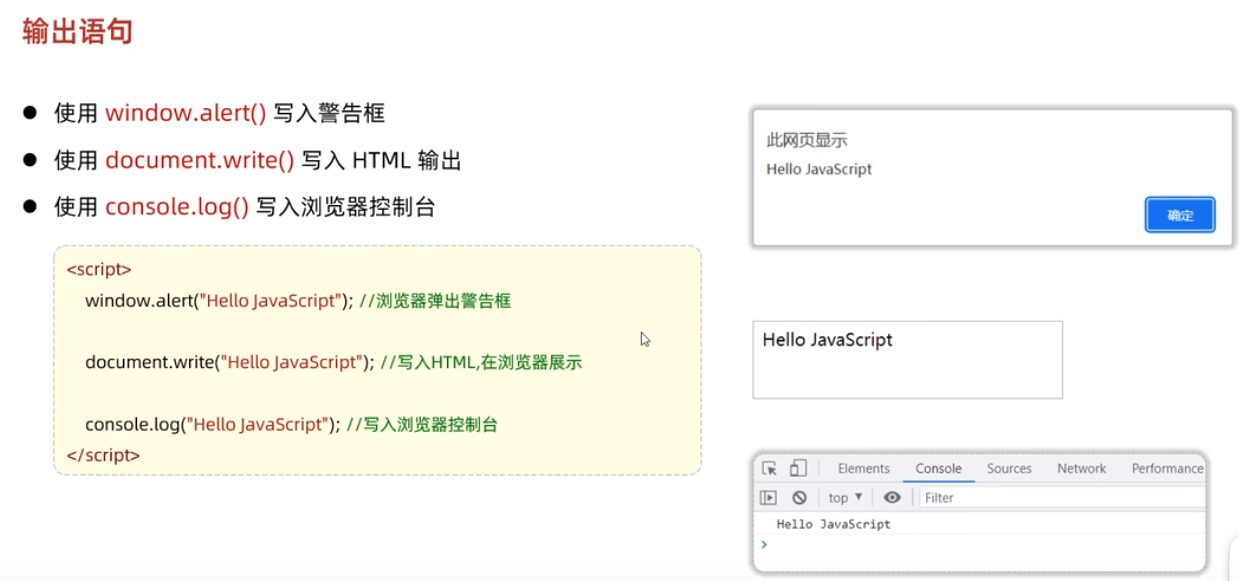 输出语句
● 使用 window.alert() 写入警告框
● 使用 document.write() 写入 HTML 输出
● 使用 console.log() 写入浏览器控制台
<script>
window.alert("Hello JavaScript"); //浏览器弹出警告框
document.write("Hello JavaScript"); //写入HTML,在浏览器展示
console.log("Hello JavaScript"); //写入浏览器控制台
</script>
此网页显示
Hello JavaScript
确定
Hello JavaScript
Elements Console Sources Network Performance
top ▼ Filter
Hello JavaScript
>